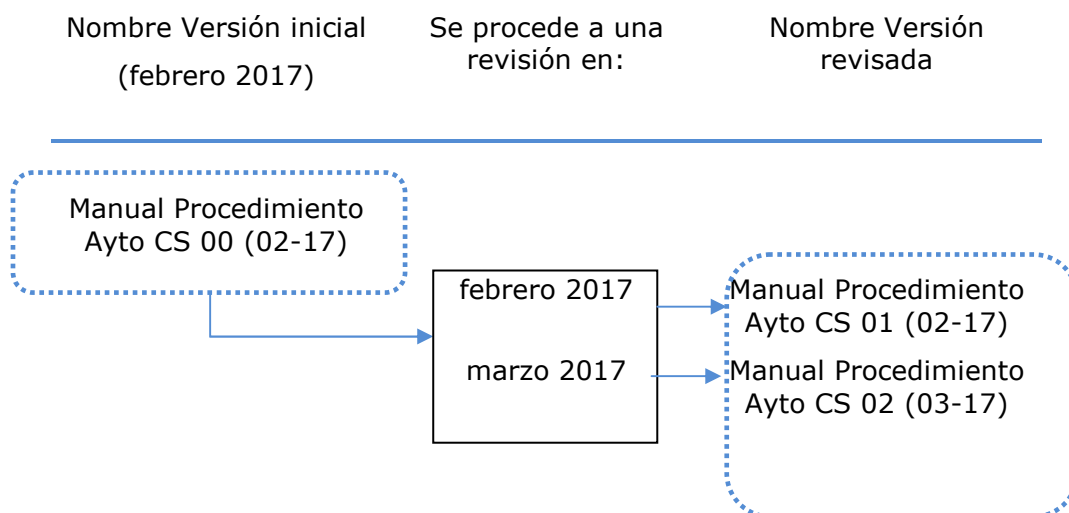 Nombre Versión inicial
(febrero 2017)
Se procede a una
revisión en:
Nombre Versión
revisada
Manual Procedimiento
Ayto CS 00 (02-17)
febrero 2017
marzo 2017
Manual Procedimiento
Ayto CS 01 (02-17)
Manual Procedimiento
Ayto CS 02 (03-17)